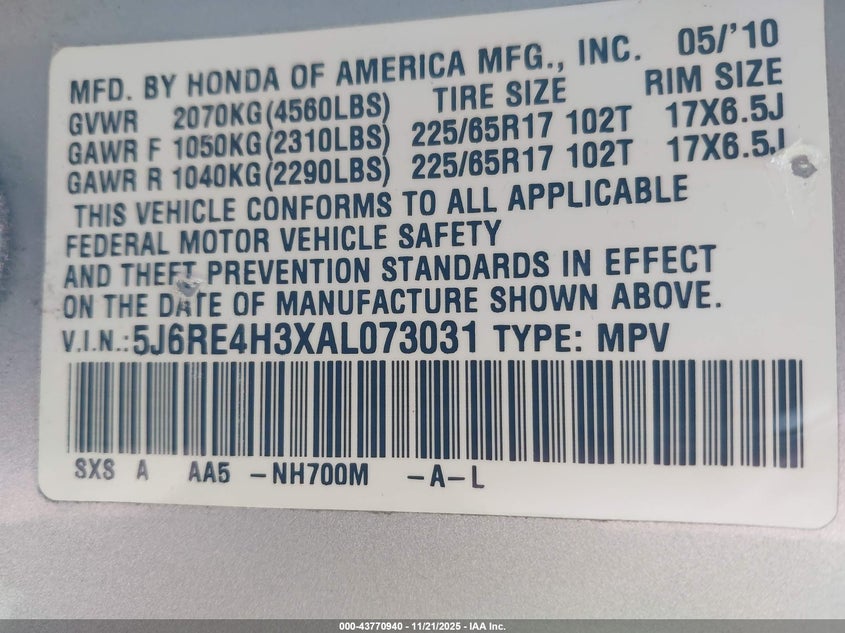 MFD. BY HONDA OF AMERICA MFG., INC. 05/'10
GVWR 2070KG(4560LBS) TIRE SIZE RIM SIZE
GAWR F 1050KG(2310LBS) 225/65R17 102T 17X6.5J
GAWR R 1040KG(2290LBS) 225/65R17 102T 17X6.5J
THIS VEHICLE CONFORMS TO ALL APPLICABLE
FEDERAL MOTOR VEHICLE SAFETY
AND THEFT PREVENTION STANDARDS IN EFFECT
ON THE DATE OF MANUFACTURE SHOWN ABOVE.
V.I.N.:5J6RE4H3XAL073031 TYPE: MPV
SXS A AA5 -NH700M -A-L
000-43770940 - 11/21/2025 - IAA Inc.